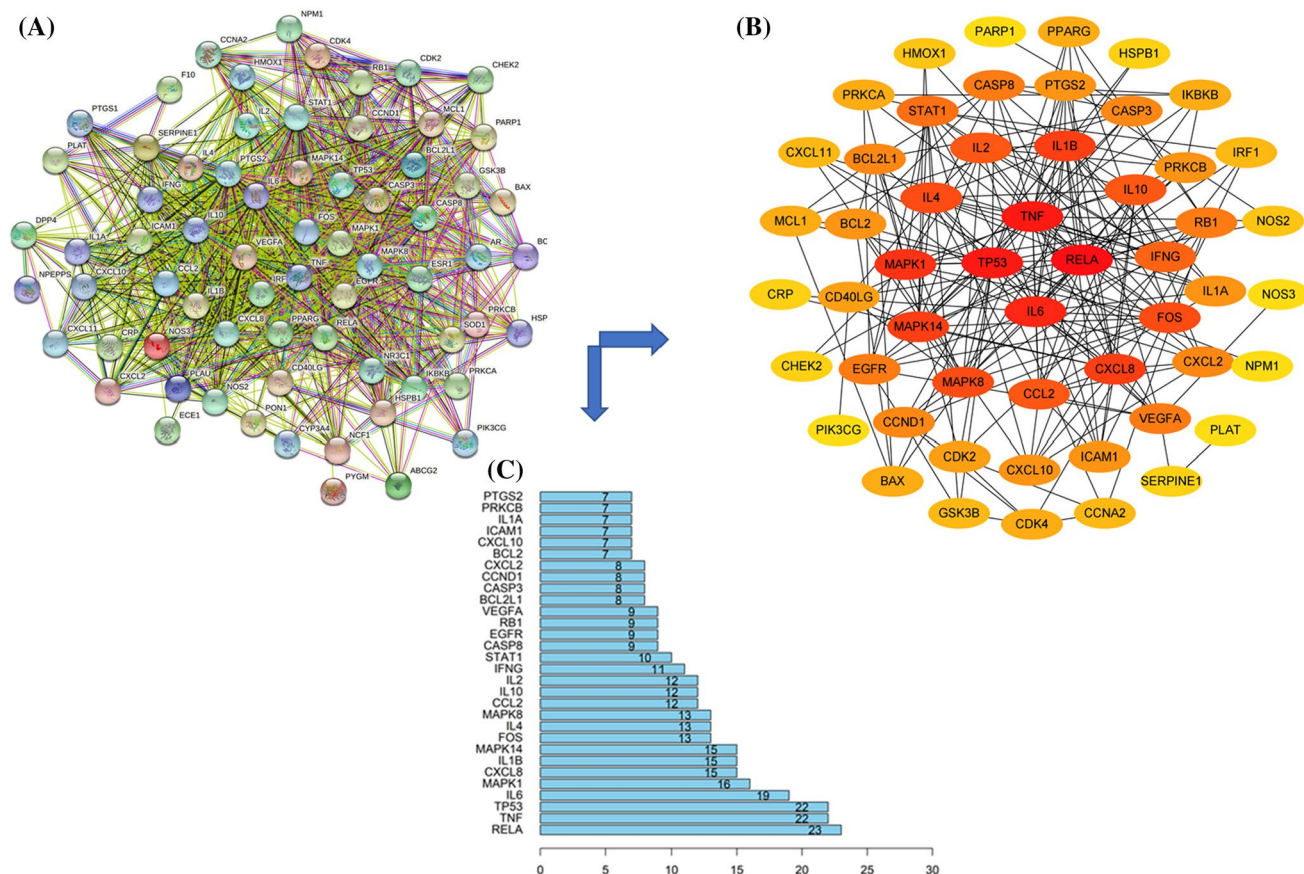 (A)
NPM1
CCNA2
CDK4
HMOX1
RB1
CDK2
CHEK2
F10
PTGS1
IL2
STAT1
CCND1
MCL1
PARP1
SERPINE1
PLAT
IL4
PTGS2
MAPK14
TP53
BCL2L1
GSK3B
IFNG
IL6
CASP3
CASP8
BAX
DPP4
ICAM1
IL10
FOS
MAPK1
IL1A
VEGFA
AR
BC
NPEPPS
CXCL10
CCL2
TNF
MAPK8
ESR1
IL1B
IRF
EGFR
PRKCB
CXCL11
CRP
NOS3
CXCL8
PPARG
RELA
SOD1
HSP
CXCL2
PLAU
NOS2
CD40LG
NR3C1
IKBKB
PRKCA
ECE1
PON1
HSPB1
CYP3A4
NCF1
PIK3CG
PYGM
ABCG2
(B)
PARP1
PPARG
HMOX1
HSPB1
PRKCA
CASP8
PTGS2
IKBKB
STAT1
CASP3
CXCL11
BCL2L1
IL2
IL1B
PRKCB
IRF1
IL4
IL10
MCL1
BCL2
TNF
RB1
NOS2
MAPK1
TP53
RELA
IFNG
CRP
CD40LG
IL1A
NOS3
MAPK14
IL6
FOS
CHEK2
EGFR
MAPK8
CCL2
CXCL8
CXCL2
NPM1
PIK3CG
CCND1
VEGFA
PLAT
CDK2
CXCL10
ICAM1
BAX
SERPINE1
GSK3B
CDK4
CCNA2
(C)
PTGS2 7
PRKCB 7
IL1A 7
ICAM1 7
CXCL10 7
BCL2 7
CXCL2 8
CCND1 8
CASP3 8
BCL2L1 8
VEGFA 9
RB1 9
EGFR 9
CASP8 9
STAT1 10
IFNG 11
IL2 12
IL10 12
CCL2 12
MAPK8 13
IL4 13
FOS 13
MAPK14 15
IL1B 15
CXCL8 15
MAPK1 16
IL6 19
TP53 22
TNF 22
RELA 23
0 5 10 15 20 25 30